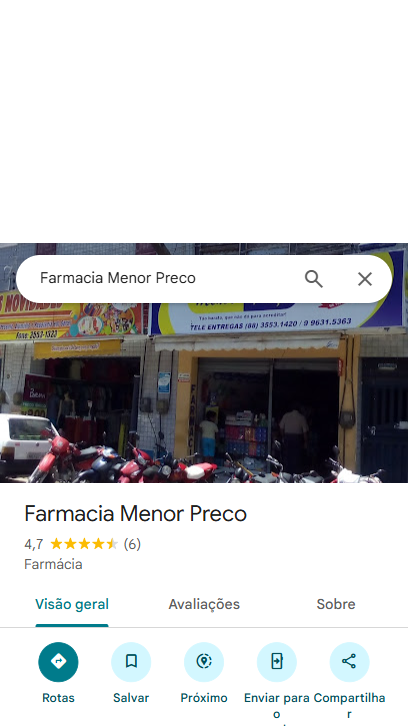 Farmacia Menor Preco
NOVIDADES
TELE ENTREGAS (88) 3553.1420 / 9 9631.5363
Farmacia Menor Preco
4,7 (6)
Farmácia
Visão geral Avaliações Sobre
Rotas Salvar Próximo Enviar para o Compartilhar